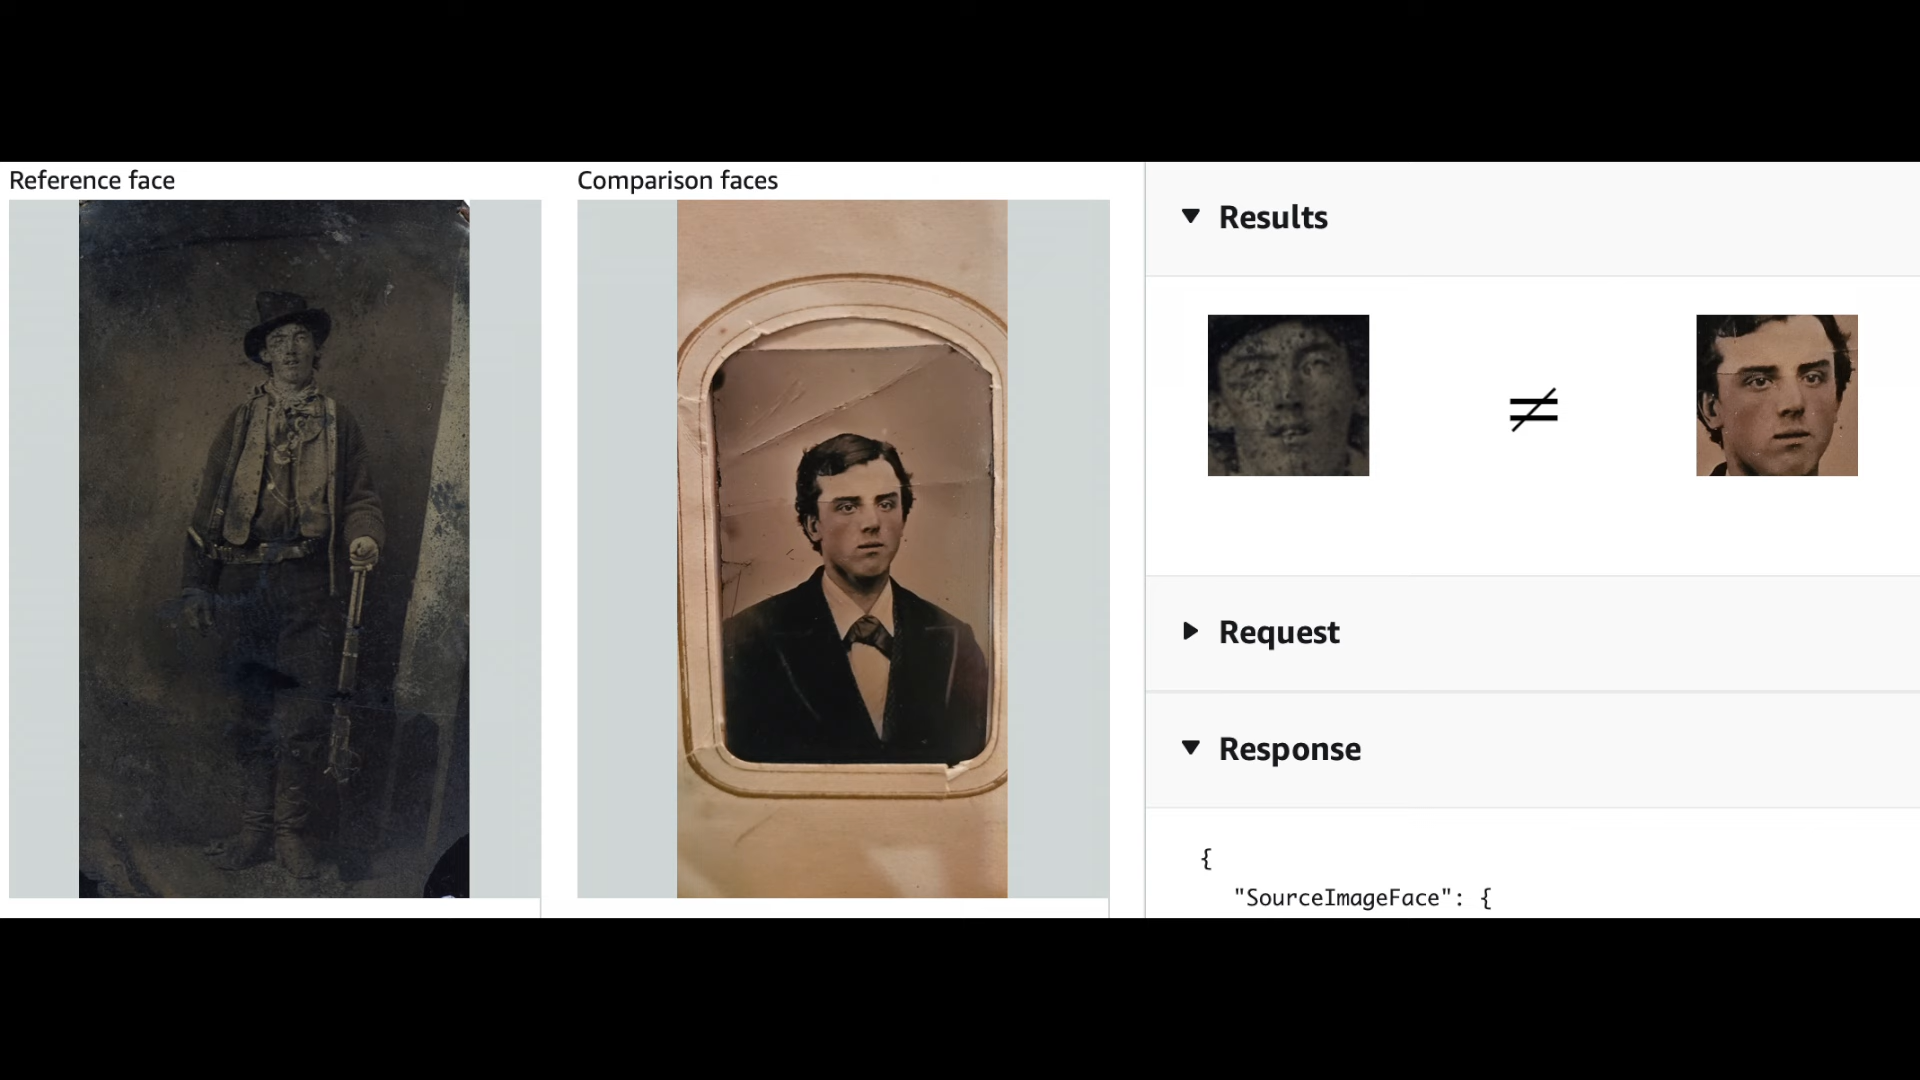 Reference face
Comparison faces
Results
≠
Request
Response
{
"SourceImageFace": {